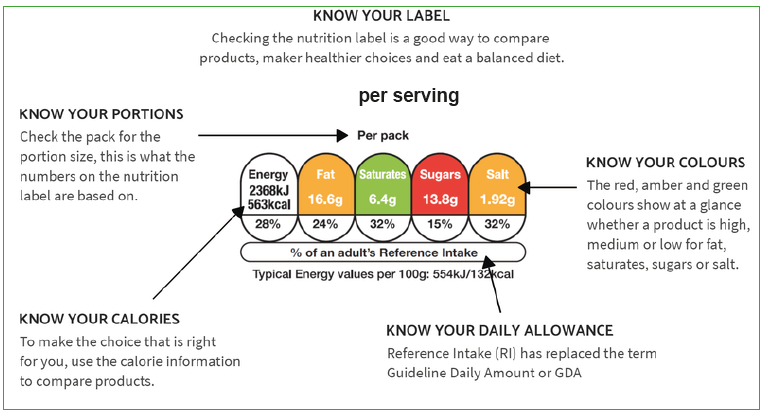 KNOW YOUR LABEL
Checking the nutrition label is a good way to compare
products, maker healthier choices and eat a balanced diet.
per serving
KNOW YOUR PORTIONS
Check the pack for the
portion size, this is what the
numbers on the nutrition
label are based on.
Per pack
Energy Fat Saturates Sugars Salt
2368kJ
563kcal 16.6g 6.4g 13.8g 1.92g
28% 24% 32% 15% 32%
% of an adult's Reference Intake
Typical Energy values per 100g: 554kJ/132kcal
KNOW YOUR COLOURS
The red, amber and green
colours show at a glance
whether a product is high,
medium or low for fat,
saturates, sugars or salt.
KNOW YOUR CALORIES
To make the choice that is right
for you, use the calorie information
to compare products.
KNOW YOUR DAILY ALLOWANCE
Reference Intake (RI) has replaced the term
Guideline Daily Amount or GDA